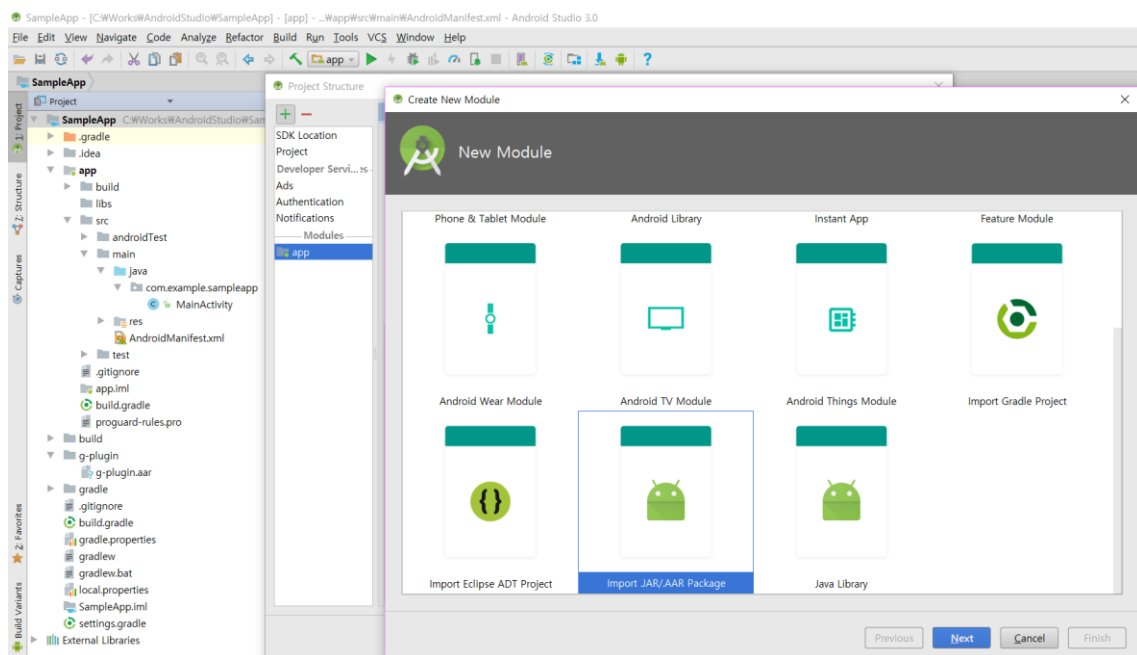 SampleApp - [C:₩Works₩AndroidStudio₩SampleApp] - [app] - ...₩app₩src₩main₩AndroidManifest.xml - Android Studio 3.0
File Edit View Navigate Code Analyze Refactor Build Run Tools VCS Window Help
app
SampleApp
Project
SampleApp C:₩Works₩AndroidStudio₩Sam
.gradle
.idea
app
build
libs
src
androidTest
main
java
com.example.sampleapp
MainActivity
res
AndroidManifest.xml
test
.gitignore
app.iml
build.gradle
proguard-rules.pro
build
g-plugin
g-plugin.aar
gradle
.gitignore
build.gradle
gradle.properties
gradlew
gradlew.bat
local.properties
SampleApp.iml
settings.gradle
External Libraries
1: Project
7: Structure
Captures
2: Favorites
Build Variants
Project Structure
SDK Location
Project
Developer Servi...es
Ads
Authentication
Notifications
Modules
app
Create New Module
New Module
Phone & Tablet Module Android Library Instant App Feature Module
Android Wear Module Android TV Module Android Things Module Import Gradle Project
Import Eclipse ADT Project Import .JAR/.AAR Package Java Library
Previous Next Cancel Finish